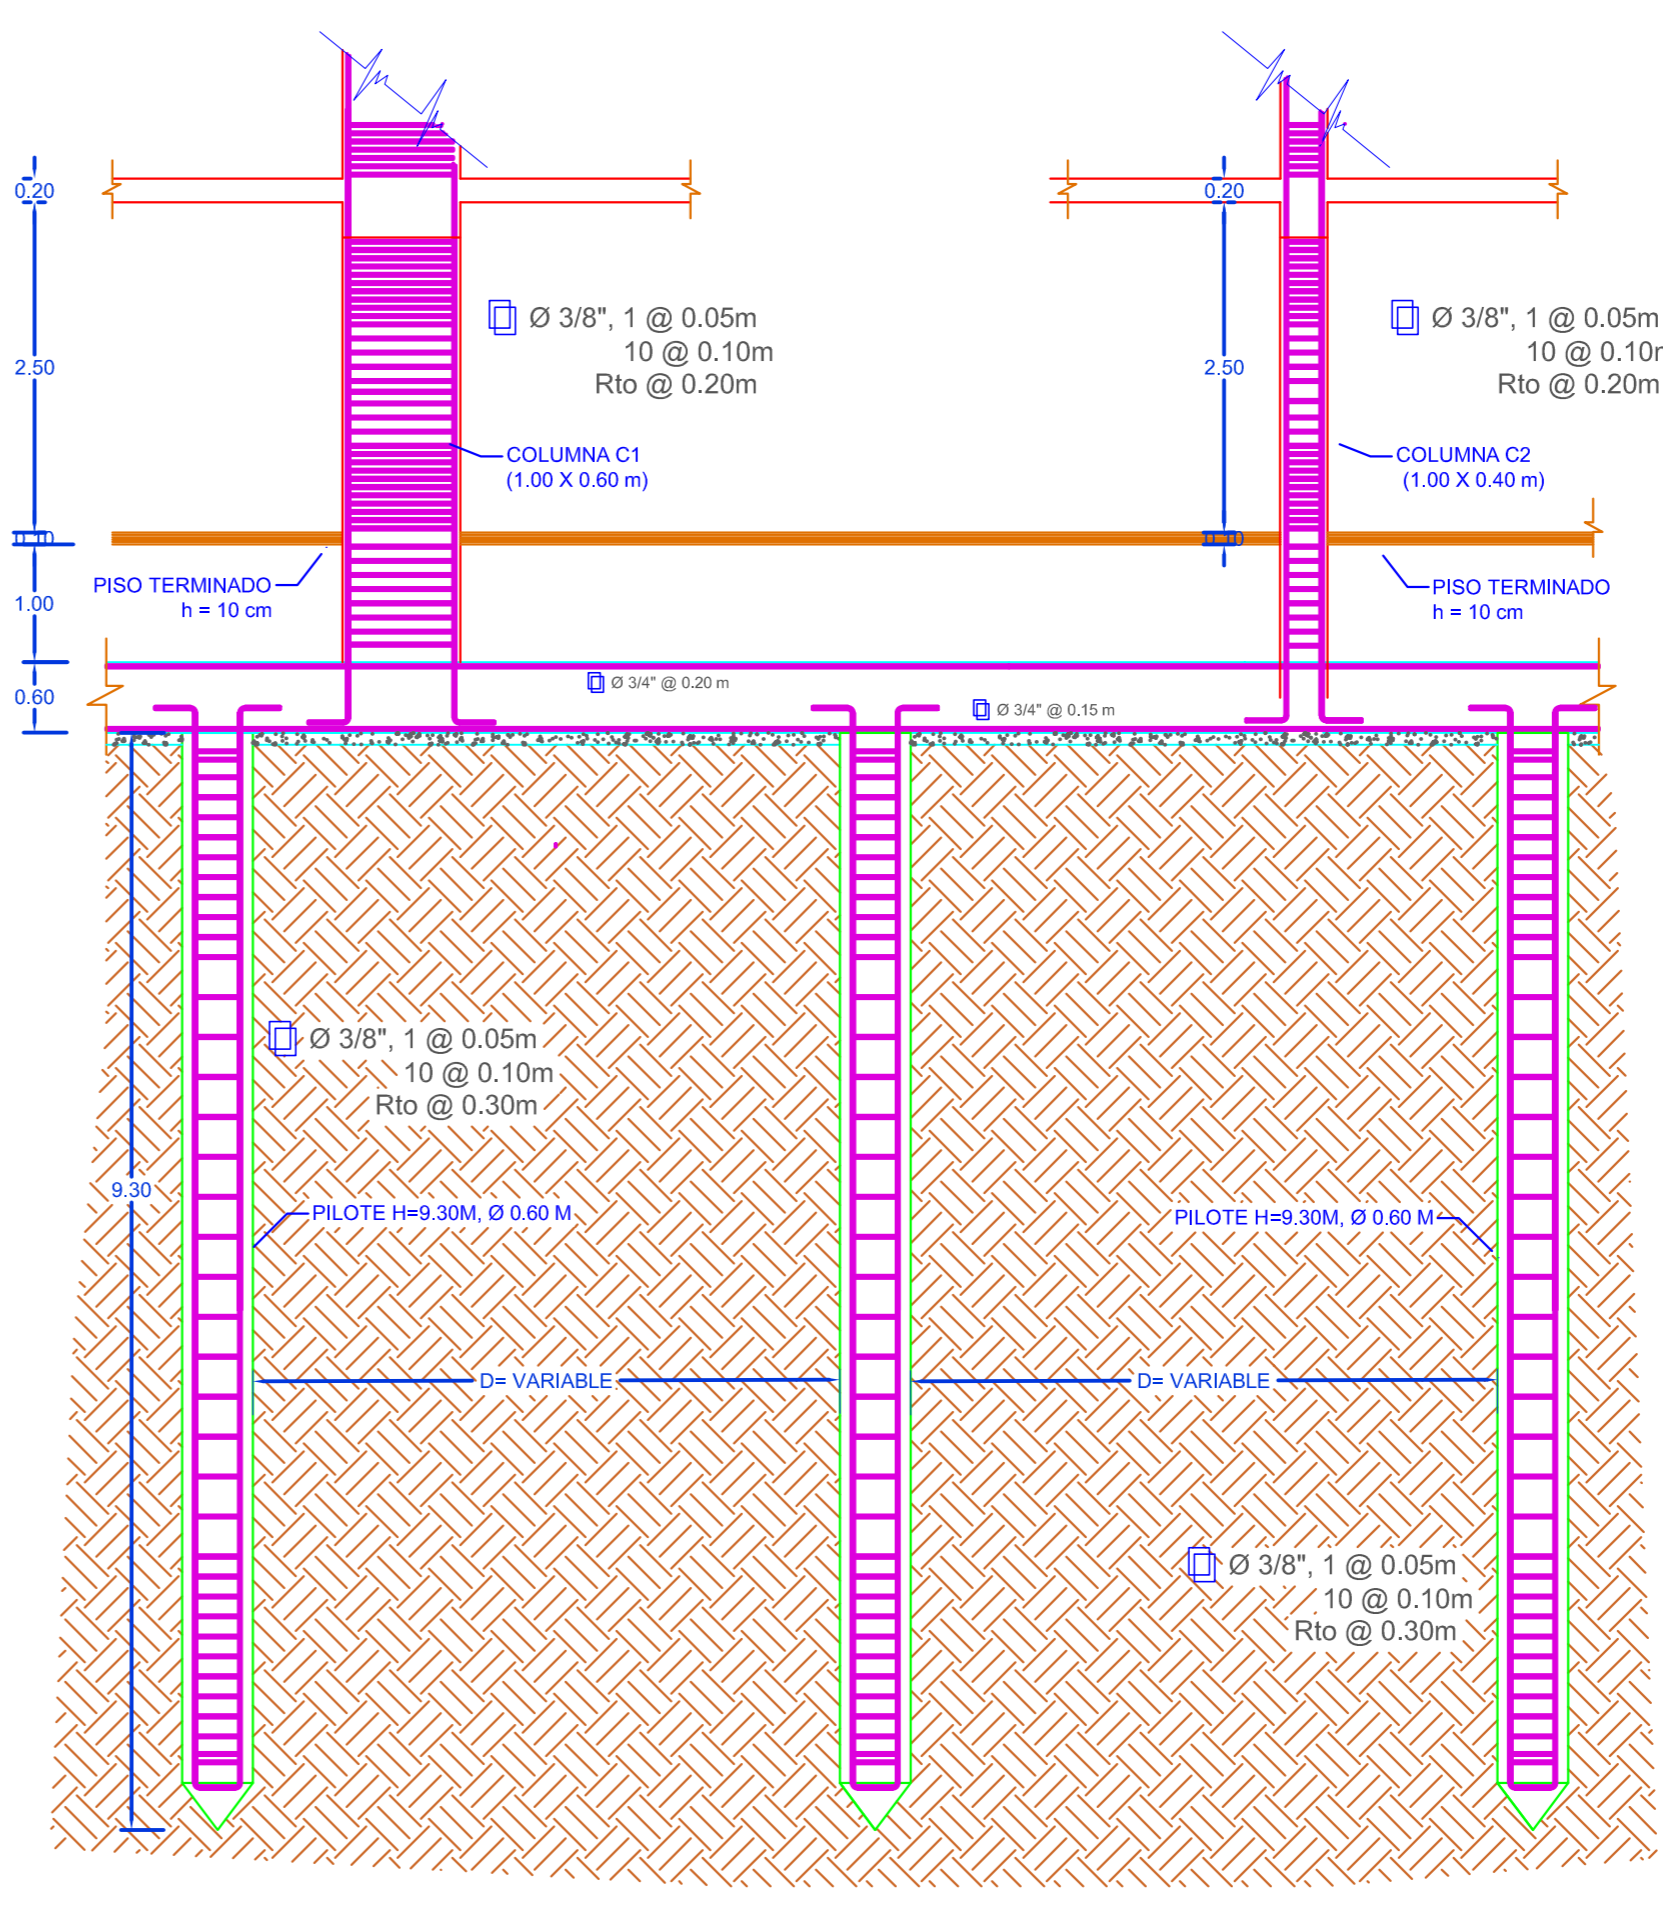 0.20
0.20
Ø 3/8", 1 @ 0.05m
10 @ 0.10m
Rto @ 0.20m
Ø 3/8", 1 @ 0.05m
Rto @ 0.20m
2.50
2.50
COLUMNA C1
(1.00 X 0.60 m)
COLUMNA C2
(1.00 X 0.40 m)
PISO TERMINADO
h = 10 cm
PISO TERMINADO
h = 10 cm
1.00
Ø 3/4" @ 0.20 m
0.60
Ø 3/4" @ 0.15 m
Ø 3/8", 1 @ 0.05m
10 @ 0.10m
Rto @ 0.30m
9.30
PILOTE H=9.30M, Ø 0.60 M
PILOTE H=9.30M, Ø 0.60 M
D= VARIABLE
D= VARIABLE
Ø 3/8", 1 @ 0.05m
10 @ 0.10m
Rto @ 0.30m